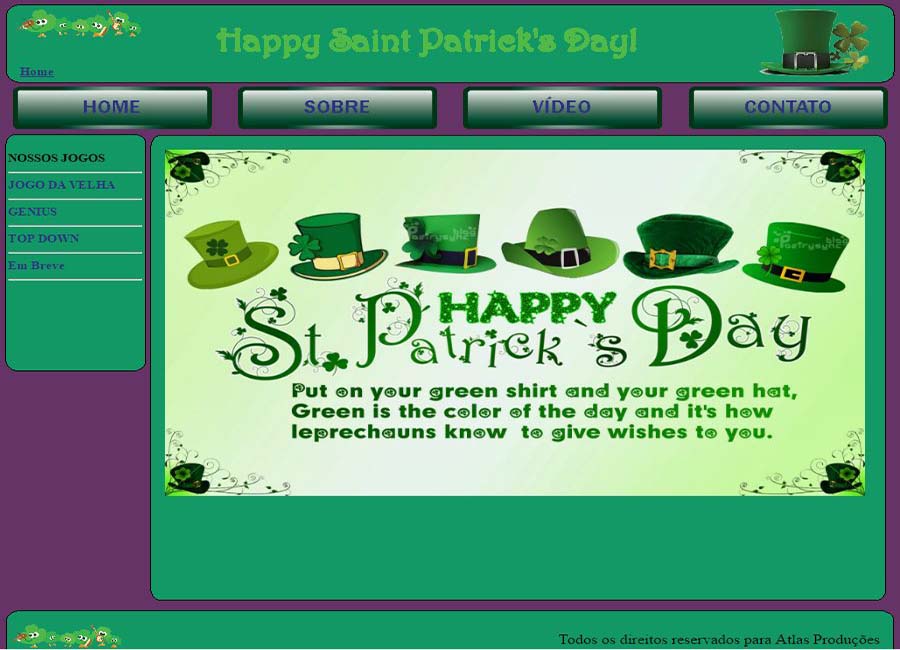 Happy Saint Patrick's Day!
Home
HOME SOBRE VÍDEO CONTATO
NOSSOS JOGOS
JOGO DA VELHA
GENIUS
TOP DOWN
Em Breve
HAPPY
St. Patrick`s Day
Put on your green shirt and your green hat,
Green is the color of the day and it's how
leprechauns know to give wishes to you.
Todos os direitos reservados para Atlas Produções